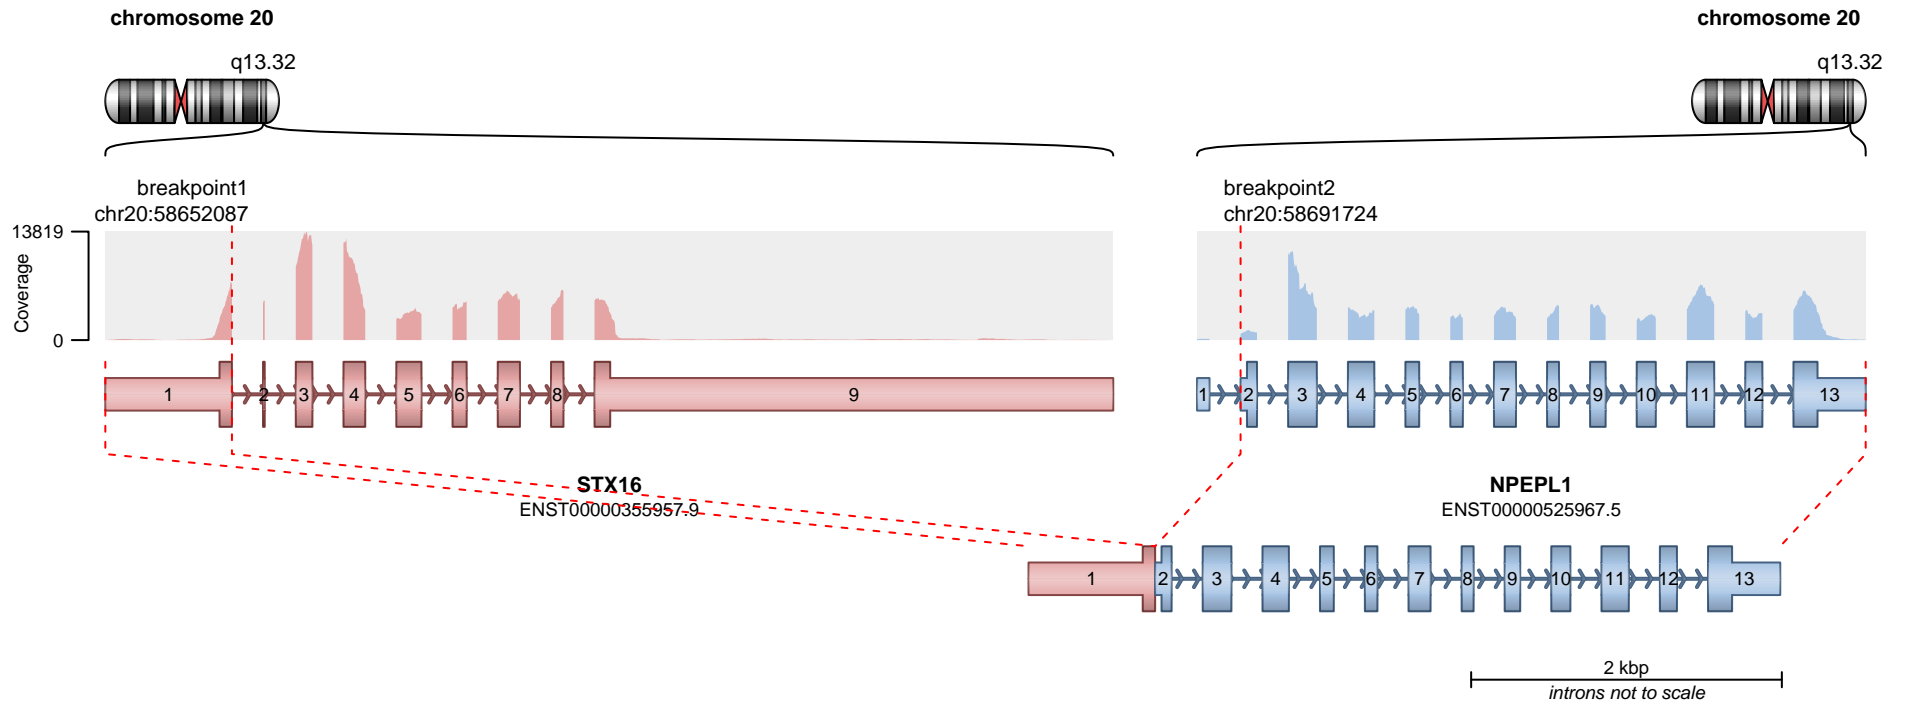 chromosome 20
chromosome 20
q13.32
q13.32
breakpoint1
chr20:58652087
breakpoint2
chr20:58691724
13819
Coverage
0
1 2 3 4 5 6 7 8 9
1 2 3 4 5 6 7 8 9 10 11 12 13
STX16
ENST00000355957.9
NPEPL1
ENST00000525967.5
1 2 3 4 5 6 7 8 9 10 11 12 13
2 kbp
introns not to scale